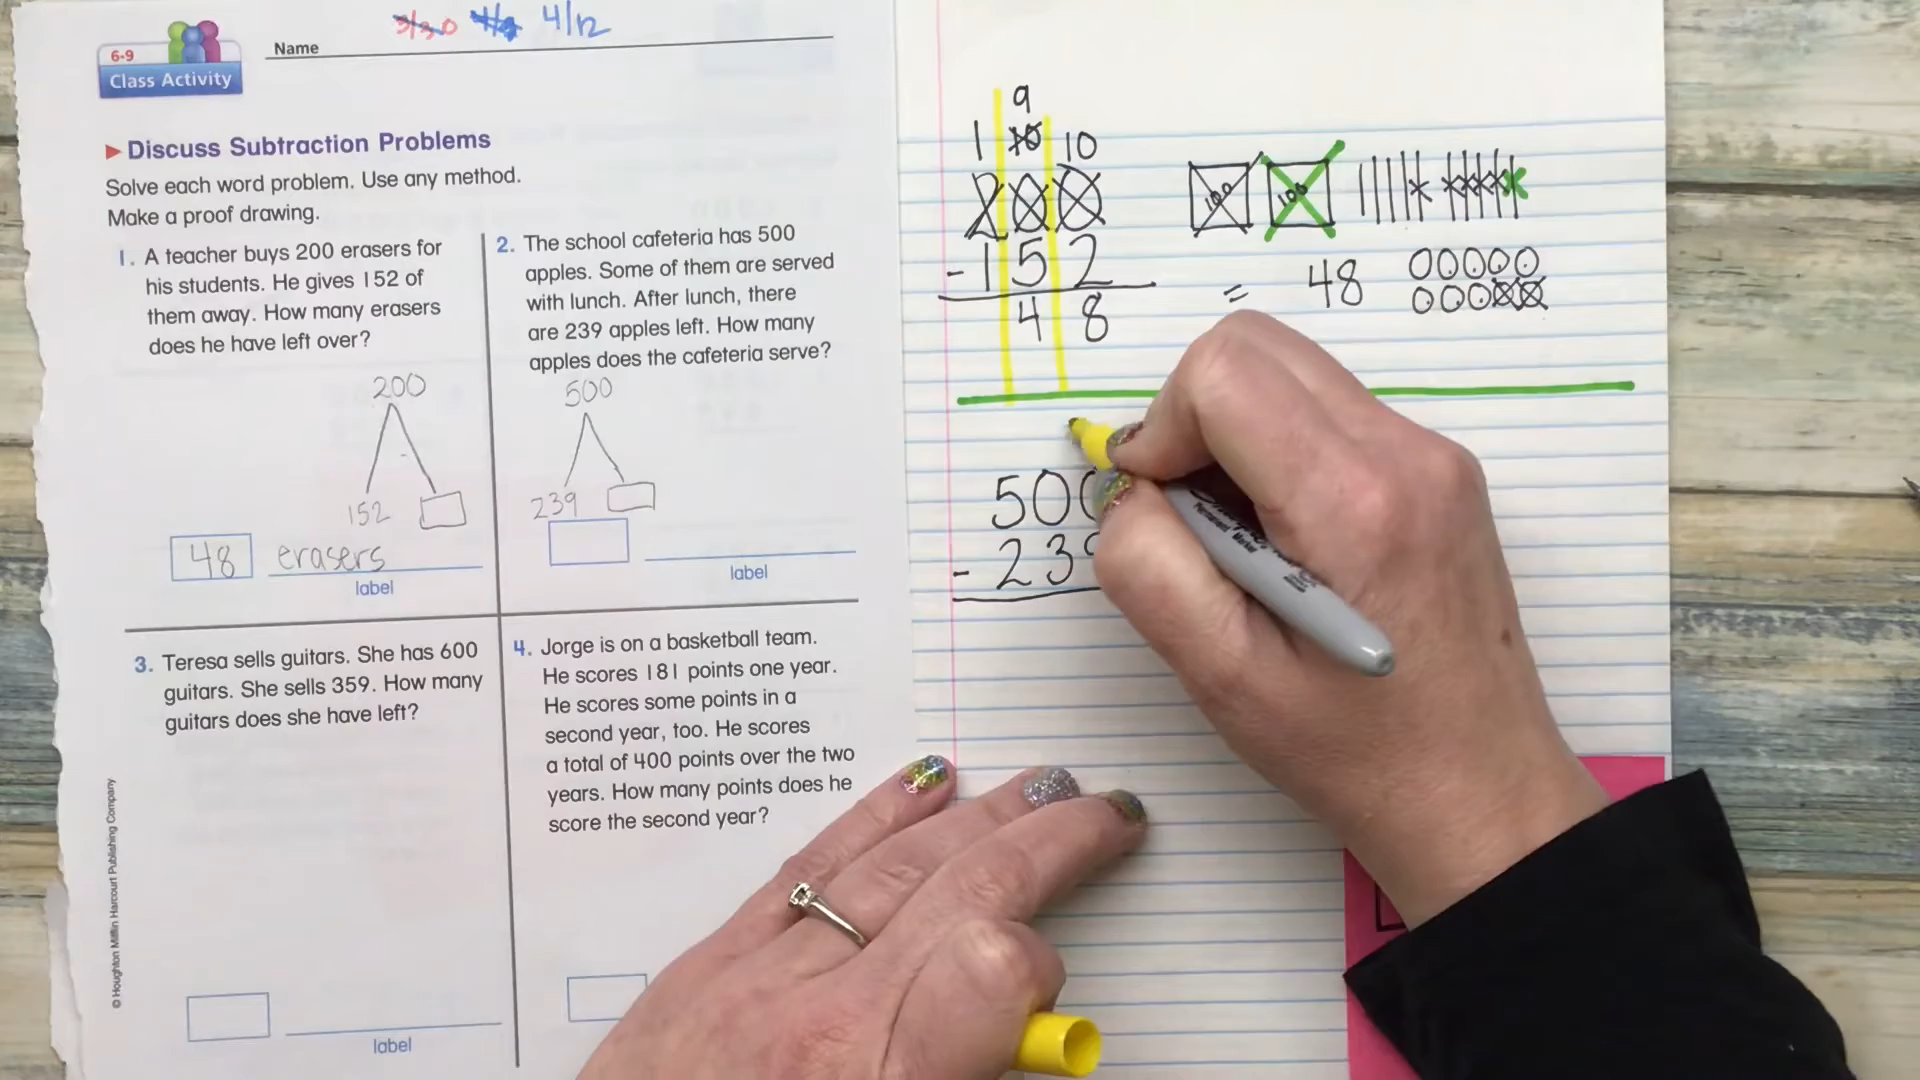 3/30 4/12
6-9
Class Activity
Name
Discuss Subtraction Problems
Solve each word problem. Use any method.
Make a proof drawing.
1. A teacher buys 200 erasers for
his students. He gives 152 of
them away. How many erasers
does he have left over?
200
152
48 erasers
label
2. The school cafeteria has 500
apples. Some of them are served
with lunch. After lunch, there
are 239 apples left. How many
apples does the cafeteria serve?
500
239
label
3. Teresa sells guitars. She has 600
guitars. She sells 359. How many
guitars does she have left?
label
4. Jorge is on a basketball team.
He scores 181 points one year.
He scores some points in a
second year, too. He scores
a total of 400 points over the two
years. How many points does he
score the second year?
© Houghton Mifflin Harcourt Publishing Company
9
1 10 10
200
-152
48
100 100
= 48
500
- 239
Permanent Marker